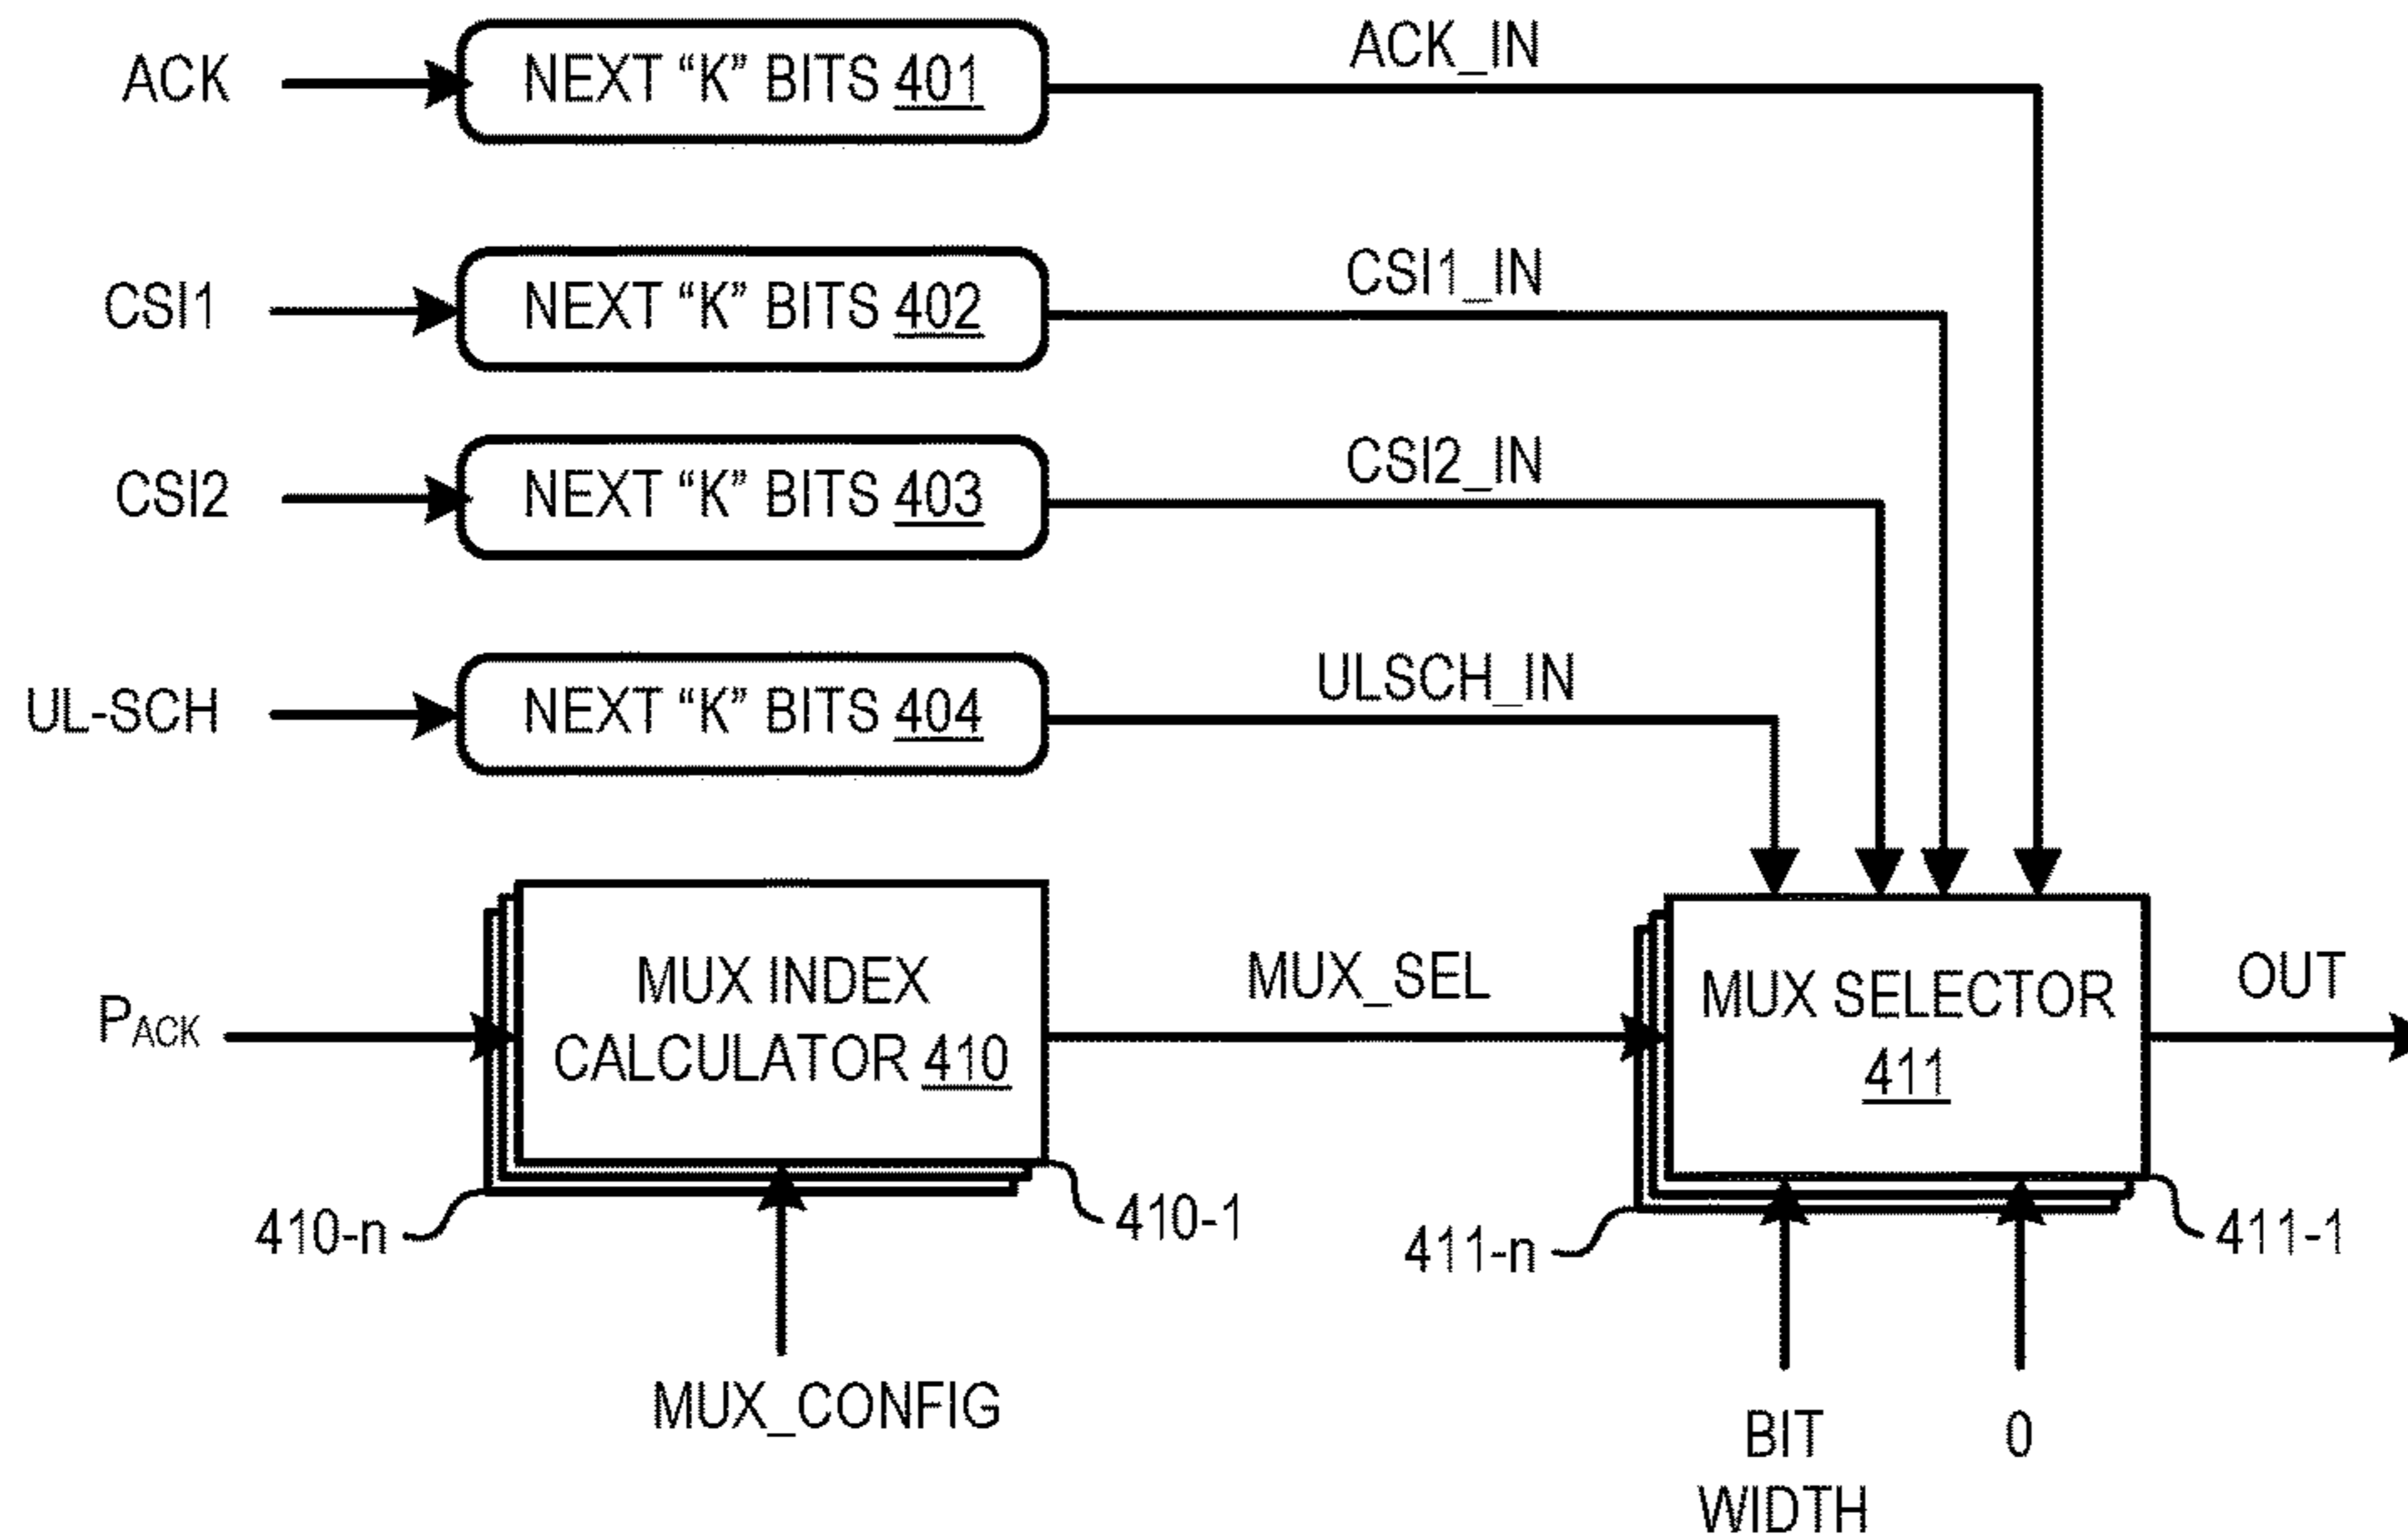 ACK
NEXT “K” BITS 401
ACK_IN
CSI1
NEXT “K” BITS 402
CSI1_IN
CSI2
NEXT “K” BITS 403
CSI2_IN
UL-SCH
NEXT “K” BITS 404
ULSCH_IN
PACK
MUX INDEX
CALCULATOR 410
MUX_SEL
MUX SELECTOR
411
OUT
410-n
410-1
411-n
411-1
MUX_CONFIG
BIT
WIDTH
0